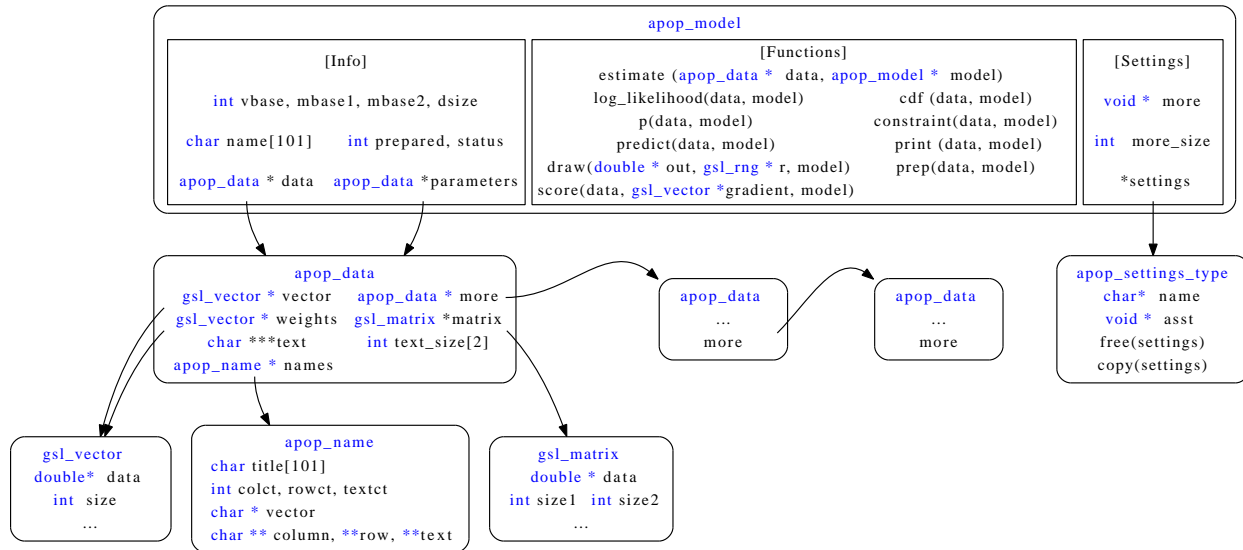 apop_model
[Info]
int vbase, mbase1, mbase2, dsize
char name[101] int prepared, status
apop_data * data apop_data *parameters
[Functions]
estimate (apop_data * data, apop_model * model)
log_likelihood(data, model) cdf (data, model)
p(data, model) constraint(data, model)
predict(data, model) print (data, model)
draw(double * out, gsl_rng * r, model) prep(data, model)
score(data, gsl_vector *gradient, model)
[Settings]
void * more
int more_size
*settings
apop_data
gsl_vector * vector apop_data * more
gsl_vector * weights gsl_matrix *matrix
char ***text int text_size[2]
apop_name * names
apop_data
...
more
apop_data
...
more
apop_settings_type
char* name
void * asst
free(settings)
copy(settings)
gsl_vector
double* data
int size
...
apop_name
char title[101]
int colct, rowct, textct
char * vector
char ** column, **row, **text
gsl_matrix
double * data
int size1 int size2
...